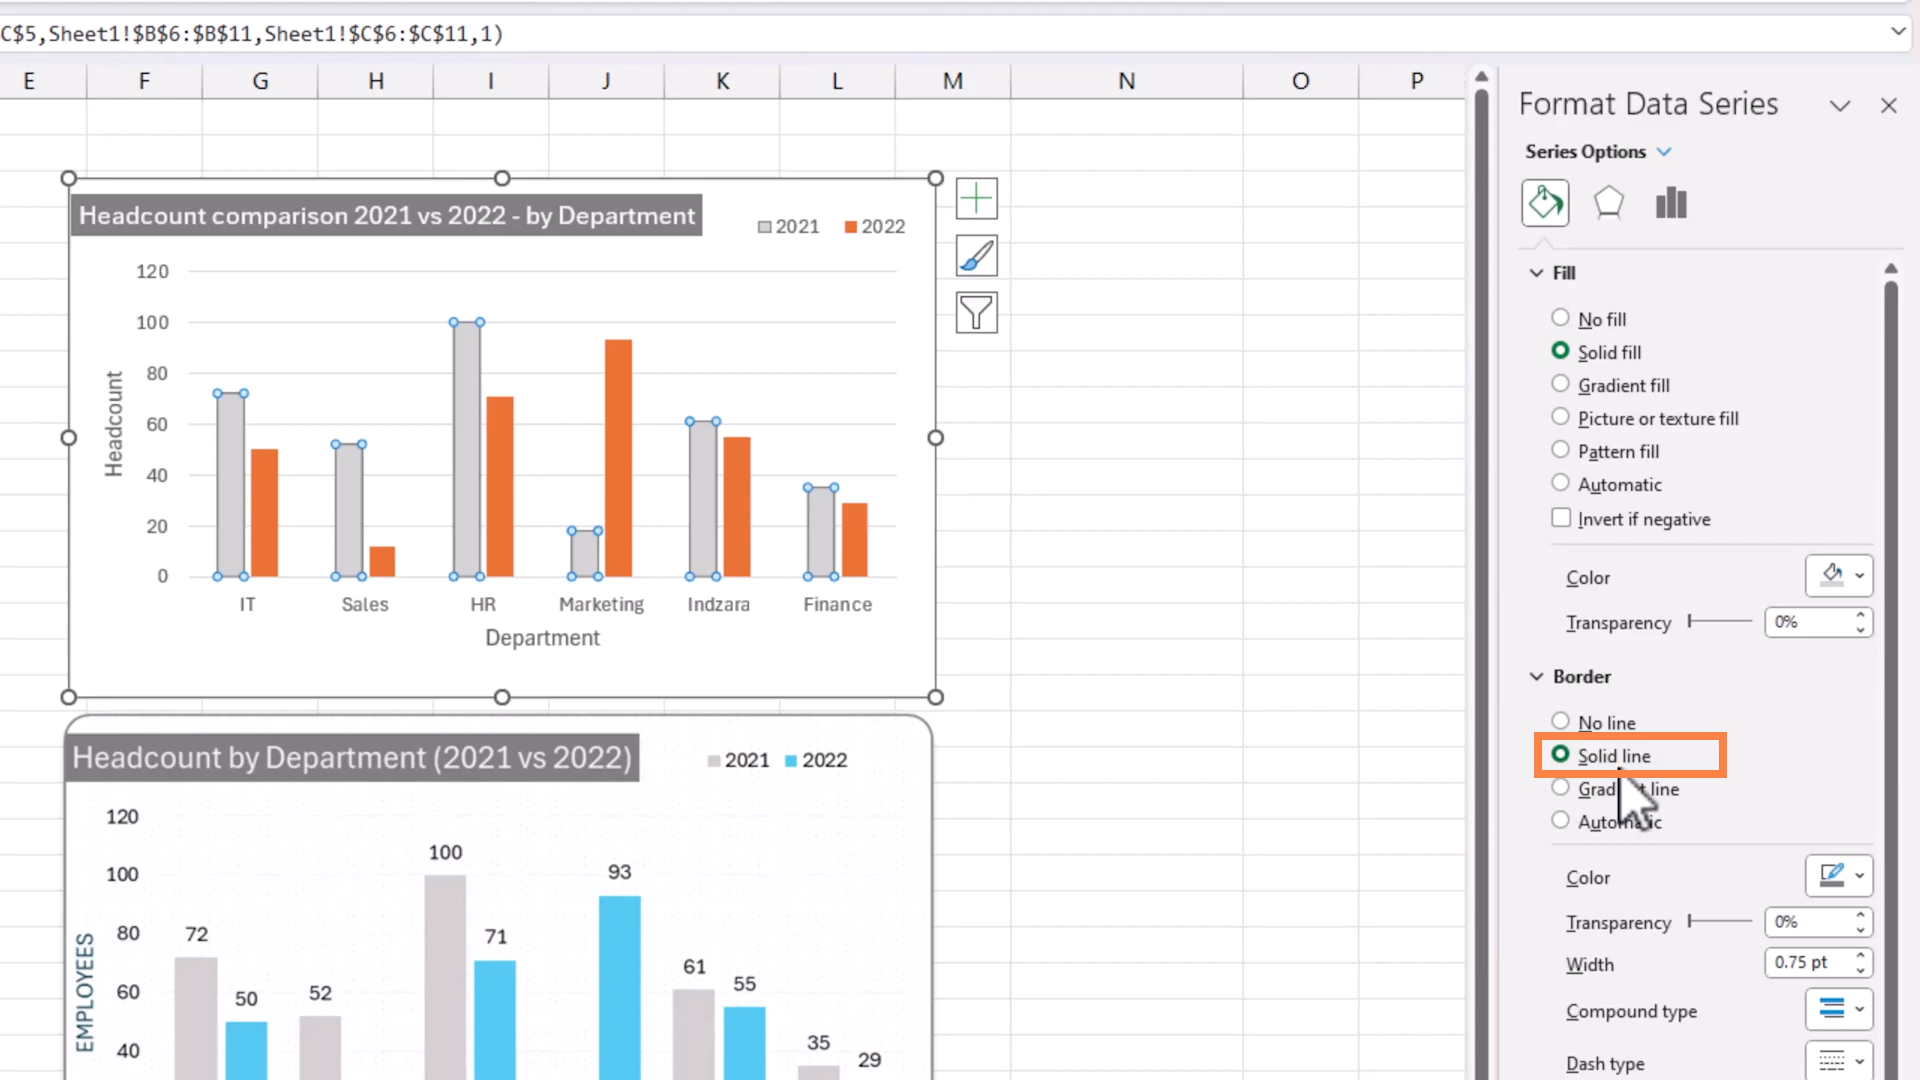 C$5,Sheet1!$B$6:$B$11,Sheet1!$C$6:$C$11,1)
E F G H I J K L M N O P
Headcount comparison 2021 vs 2022 - by Department
2021 2022
120
100
80
60
40
20
0
Headcount
IT Sales HR Marketing Indzara Finance
Department
Headcount by Department (2021 vs 2022)
2021 2022
120
100
80
60
40
EMPLOYEES
72
50
52
100
71
93
61
55
35
29
Format Data Series
Series Options
Fill
No fill
Solid fill
Gradient fill
Picture or texture fill
Pattern fill
Automatic
Invert if negative
Color
Transparency 0%
Border
No line
Solid line
Gradient line
Automatic
Color
Transparency 0%
Width 0.75 pt
Compound type
Dash type